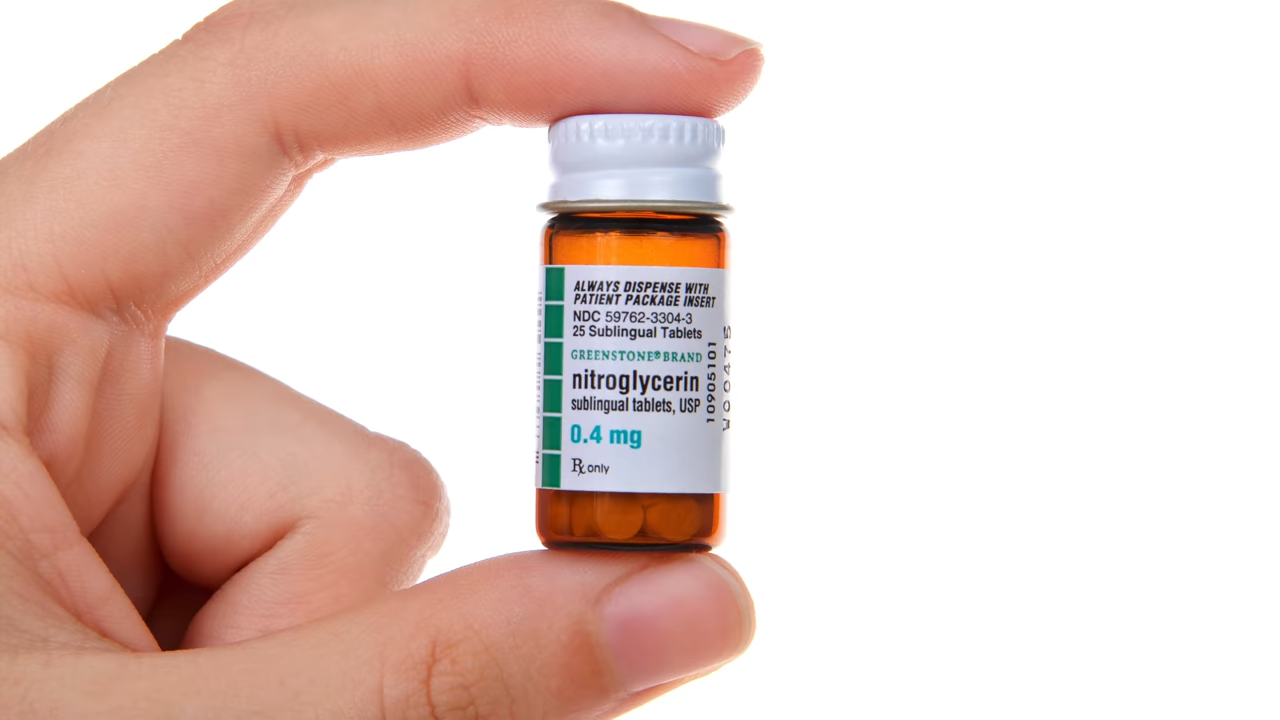 ALWAYS DISPENSE WITH
PATIENT PACKAGE INSERT
NDC 59762-3304-3
25 Sublingual Tablets
GREENSTONE® BRAND
nitroglycerin
sublingual tablets, USP
0.4 mg
Rx only
10905101